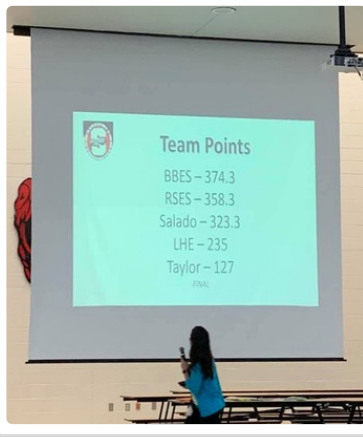 Team Points
BBES – 374.3
RSES – 358.3
Salado – 323.3
LHE – 235
Taylor – 127
FINAL